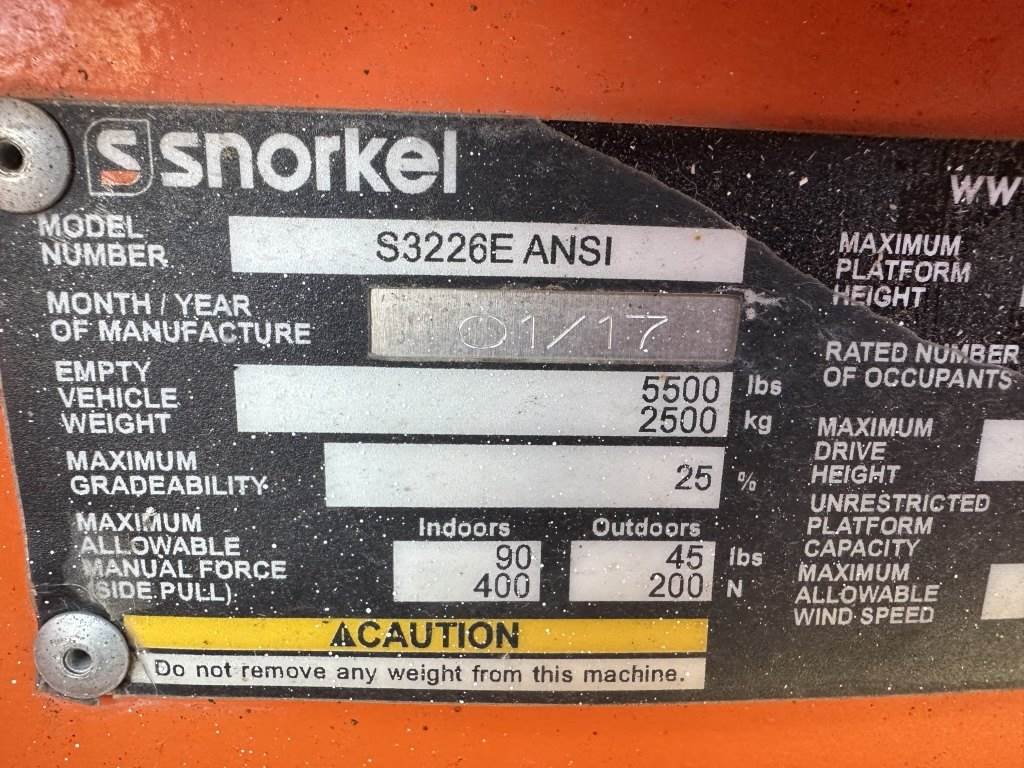 S snorkel
WW
MODEL
NUMBER
S3226E ANSI
MONTH / YEAR
OF MANUFACTURE
01/17
EMPTY
VEHICLE
WEIGHT
5500 lbs
2500 kg
MAXIMUM
GRADEABILITY
25 %
MAXIMUM
ALLOWABLE
MANUAL FORCE
(SIDE PULL)
Indoors Outdoors
90 45 lbs
400 200 N
⚠CAUTION
Do not remove any weight from this machine.
MAXIMUM
PLATFORM
HEIGHT
RATED NUMBER
OF OCCUPANTS
MAXIMUM
DRIVE
HEIGHT
UNRESTRICTED
PLATFORM
CAPACITY
MAXIMUM
ALLOWABLE
WIND SPEED